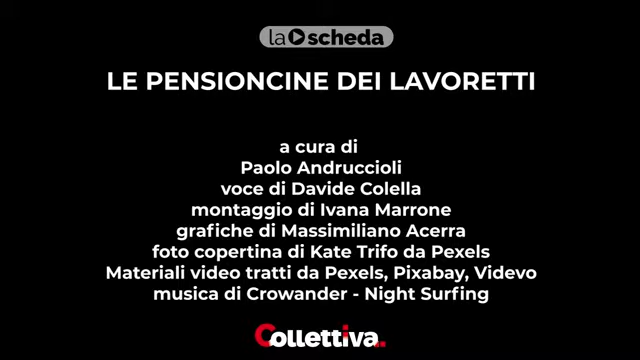 la scheda
LE PENSIONCINE DEI LAVORETTI
a cura di
Paolo Andruccioli
voce di Davide Colella
montaggio di Ivana Marrone
grafiche di Massimiliano Acerra
foto copertina di Kate Trifo da Pexels
Materiali video tratti da Pexels, Pixabay, Videvo
musica di Crowander - Night Surfing
Collettiva